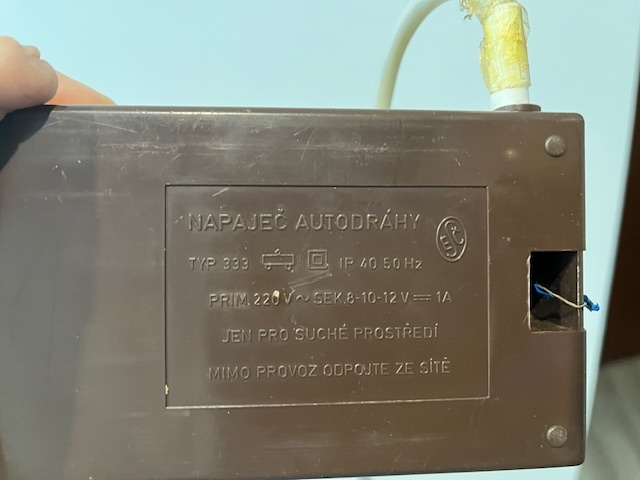 NAPAJEČ AUTODRÁHY
TYP 333 IP 40 50 Hz
PRIM. 220 V ~ SEK. 8-10-12 V ⎓ 1A
JEN PRO SUCHÉ PROSTŘEDÍ
MIMO PROVOZ ODPOJTE ZE SÍTĚ